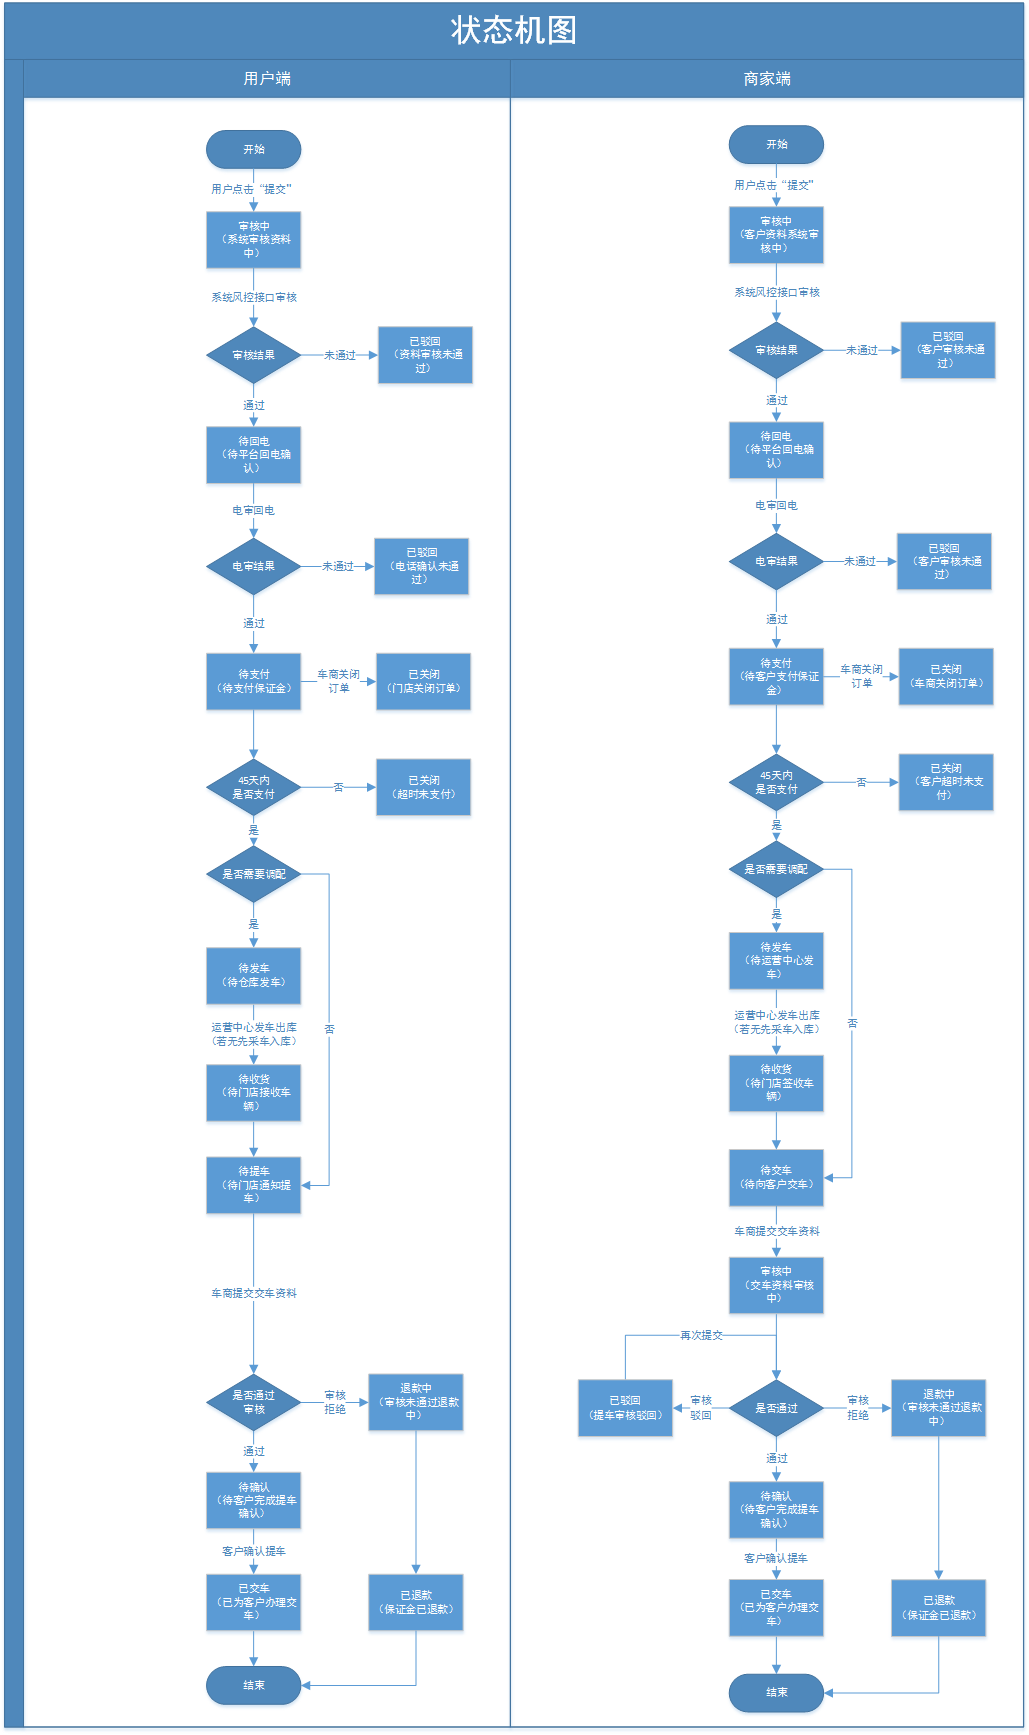 状态机图
用户端
商家端
开始
用户点击“提交”
审核中
（系统审核资料
中）
系统风控接口审核
审核结果
未通过
已驳回
（资料审核未通
过）
通过
待回电
（待平台回电确
认）
电审回电
电审结果
未通过
已驳回
（电话确认未通
过）
通过
待支付
（待支付保证金）
车商关闭
订单
已关闭
（门店关闭订单）
45天内
是否支付
否
已关闭
（超时未支付）
是
是否需要调配
是
待发车
（待仓库发车）
运营中心发车出库
（若无先采车入库）
否
待收货
（待门店接收车
辆）
待提车
（待门店通知提
车）
车商提交交车资料
是否通过
审核
审核
拒绝
退款中
（审核未通过退款
中）
通过
待确认
（待客户完成提车
确认）
客户确认提车
已交车
（已为客户办理交
车）
已退款
（保证金已退款）
结束
开始
用户点击“提交”
审核中
（客户资料系统审
核中）
系统风控接口审核
审核结果
未通过
已驳回
（客户审核未通
过）
通过
待回电
（待平台回电确
认）
电审回电
电审结果
未通过
已驳回
（客户审核未通
过）
通过
待支付
（待客户支付保证
金）
车商关闭
订单
已关闭
（车商关闭订单）
45天内
是否支付
否
已关闭
（客户超时未支
付）
是
是否需要调配
是
待发车
（待运营中心发
车）
运营中心发车出库
（若无先采车入库）
否
待收货
（待门店签收车
辆）
待交车
（待向客户交车）
车商提交交车资料
审核中
（交车资料审核
中）
再次提交
已驳回
（提车审核驳回）
审核
驳回
是否通过
审核
拒绝
退款中
（审核未通过退款
中）
通过
待确认
（待客户完成提车
确认）
客户确认提车
已交车
（已为客户办理交
车）
已退款
（保证金已退款）
结束